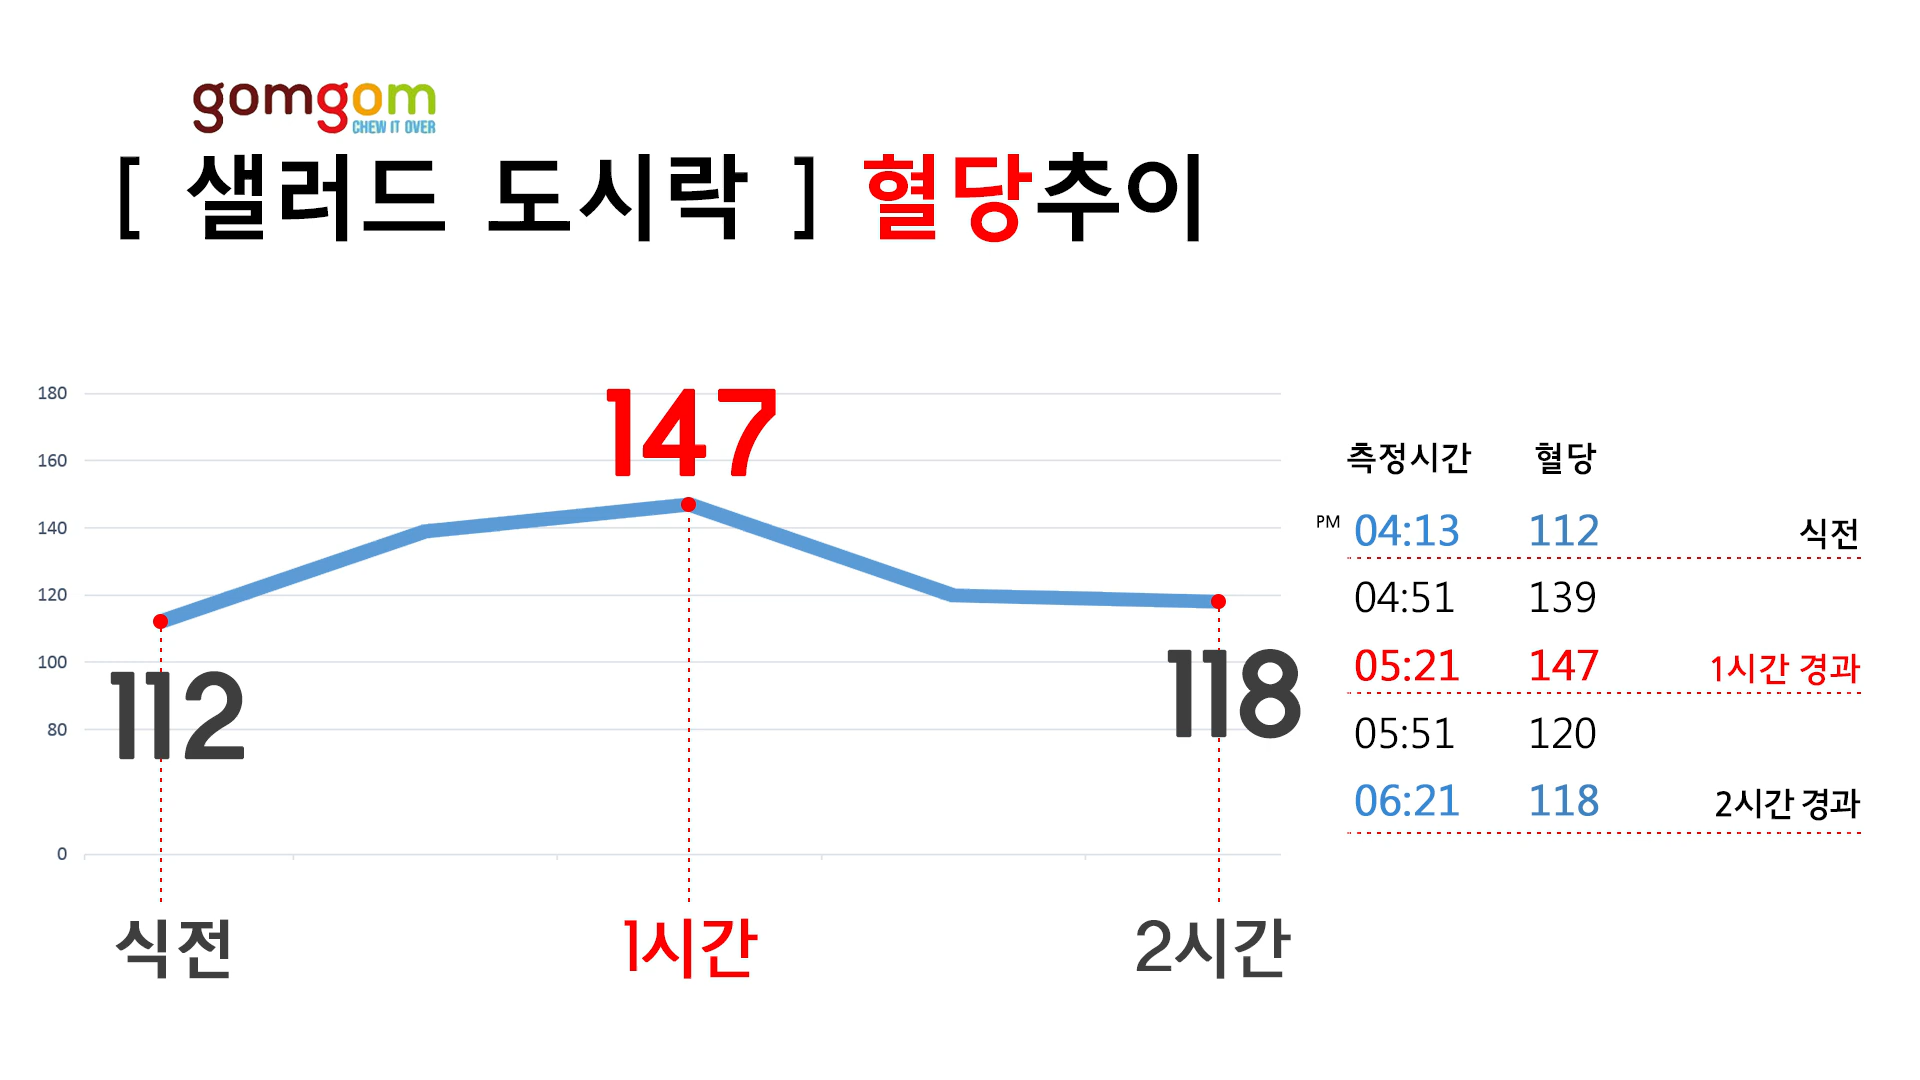 gomgom
CHEW IT OVER
[ 샐러드 도시락 ] 혈당추이
180
160
140
120
100
80
0
147
112
118
식전
1시간
2시간
측정시간 혈당
PM 04:13 112 식전
04:51 139
05:21 147 1시간 경과
05:51 120
06:21 118 2시간 경과